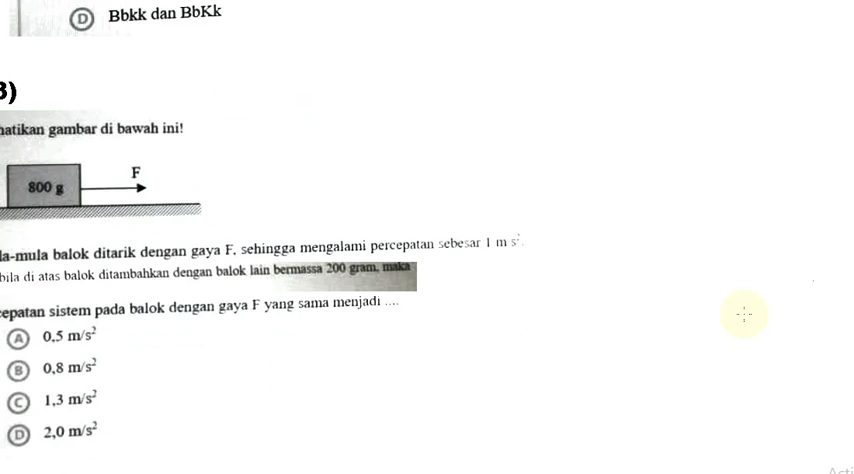 D Bbkk dan BbKk
3)
hatikan gambar di bawah ini!
F
800 g
la-mula balok ditarik dengan gaya F, sehingga mengalami percepatan sebesar 1 m s².
bila di atas balok ditambahkan dengan balok lain bermassa 200 gram, maka
cepatan sistem pada balok dengan gaya F yang sama menjadi ....
A 0,5 m/s²
B 0,8 m/s²
C 1,3 m/s²
D 2,0 m/s²